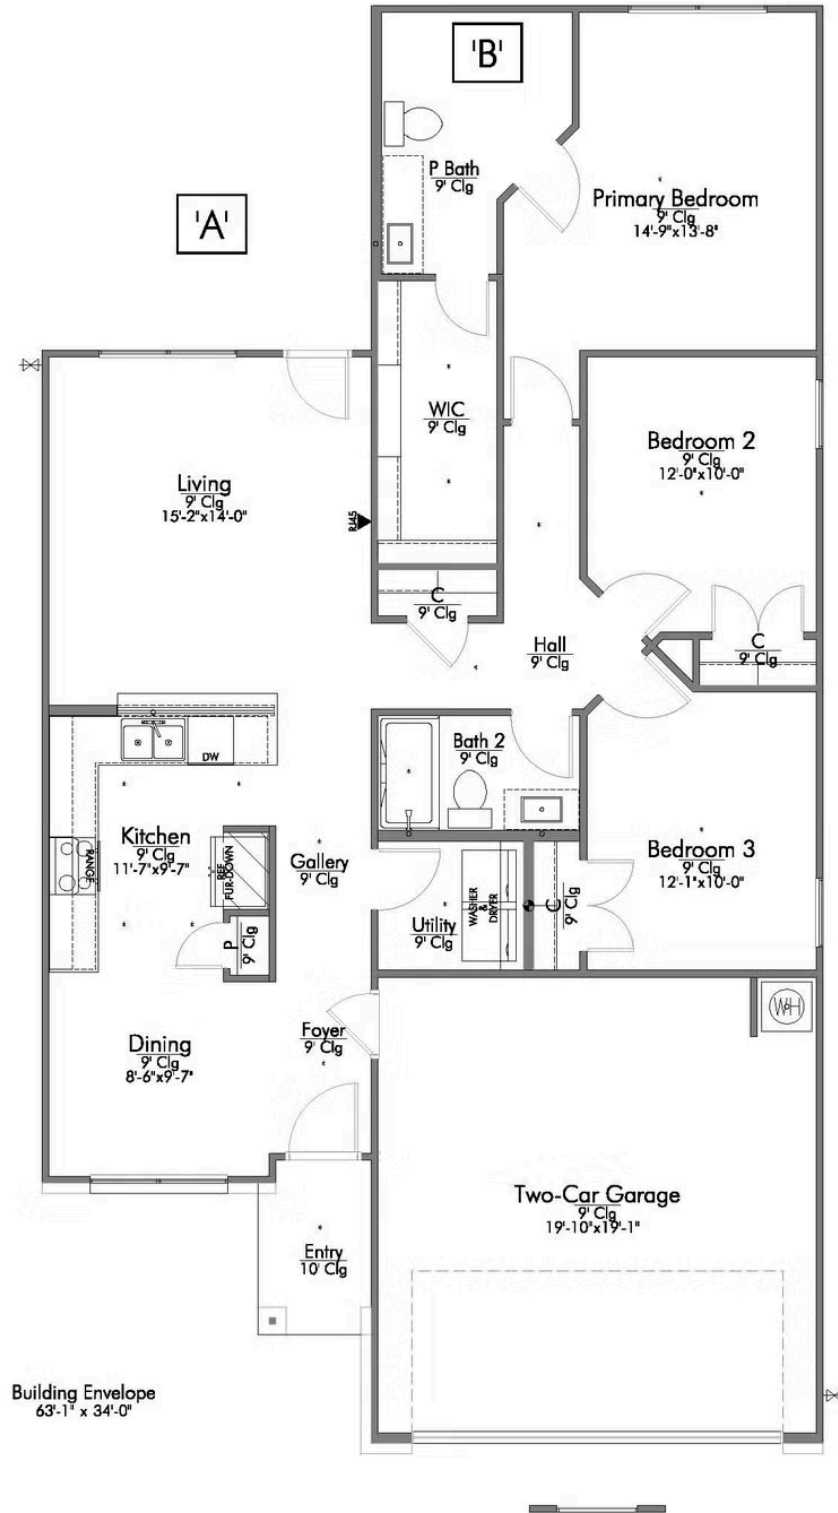 'B'
P Bath
9' Clg
Primary Bedroom
9' Clg
14'-9"x13'-8"
'A'
WIC
9' Clg
Bedroom 2
9' Clg
12'-0"x10'-0"
Living
9' Clg
15'-2"x14'-0"
RJ45
C
9' Clg
Hall
9' Clg
C
9' Clg
DW
Bath 2
9' Clg
Kitchen
9' Clg
11'-7"x9'-7"
RANGE
REF
FUR-DOWN
Gallery
9' Clg
Bedroom 3
9' Clg
12'-1"x10'-0"
P
9' Clg
Utility
9' Clg
WASHER
&
DRYER
C
9' Clg
WH
Dining
9' Clg
8'-6"x9'-7"
Foyer
9' Clg
Two-Car Garage
9' Clg
19'-10"x19'-1"
Entry
10' Clg
Building Envelope
63'-1" x 34'-0"